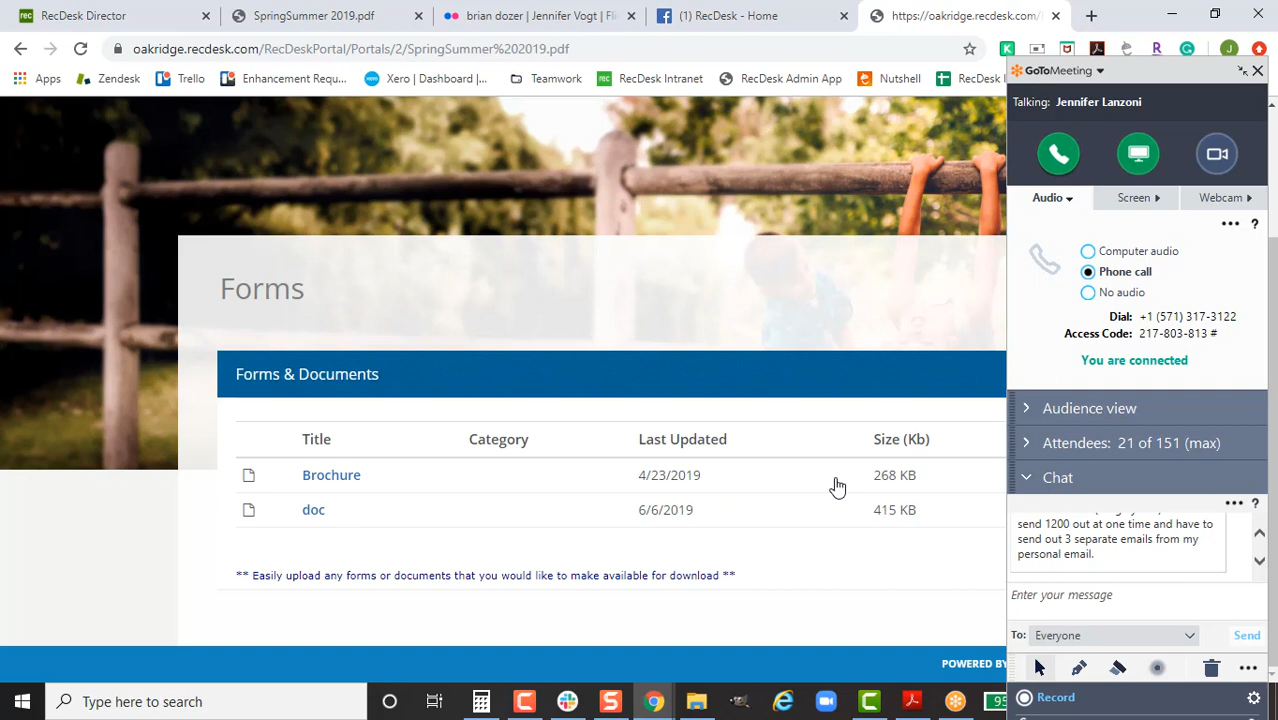 RecDesk Director
SpringSummer 2019.pdf
brian dozer | Jennifer Vogt | Fli
(1) RecDesk - Home
https://oakridge.recdesk.com/
oakridge.recdesk.com/RecDeskPortal/Portals/2/SpringSummer%202019.pdf
Apps
Zendesk
Trello
Enhancement Requ...
Xero | Dashboard |...
Teamwork
RecDesk Intranet
RecDesk Admin App
Nutshell
RecDesk
GoToMeeting
Talking: Jennifer Lanzoni
Audio
Screen
Webcam
Computer audio
Phone call
No audio
Dial: +1 (571) 317-3122
Access Code: 217-803-813 #
You are connected
Audience view
Attendees: 21 of 151 (max)
Chat
send 1200 out at one time and have to
send out 3 separate emails from my
personal email.
Enter your message
To: Everyone
Send
Record
Forms
Forms & Documents
Title Category Last Updated Size (Kb)
Brochure 4/23/2019 268 KB
doc 6/6/2019 415 KB
** Easily upload any forms or documents that you would like to make available for download **
POWERED BY
Type here to search
95